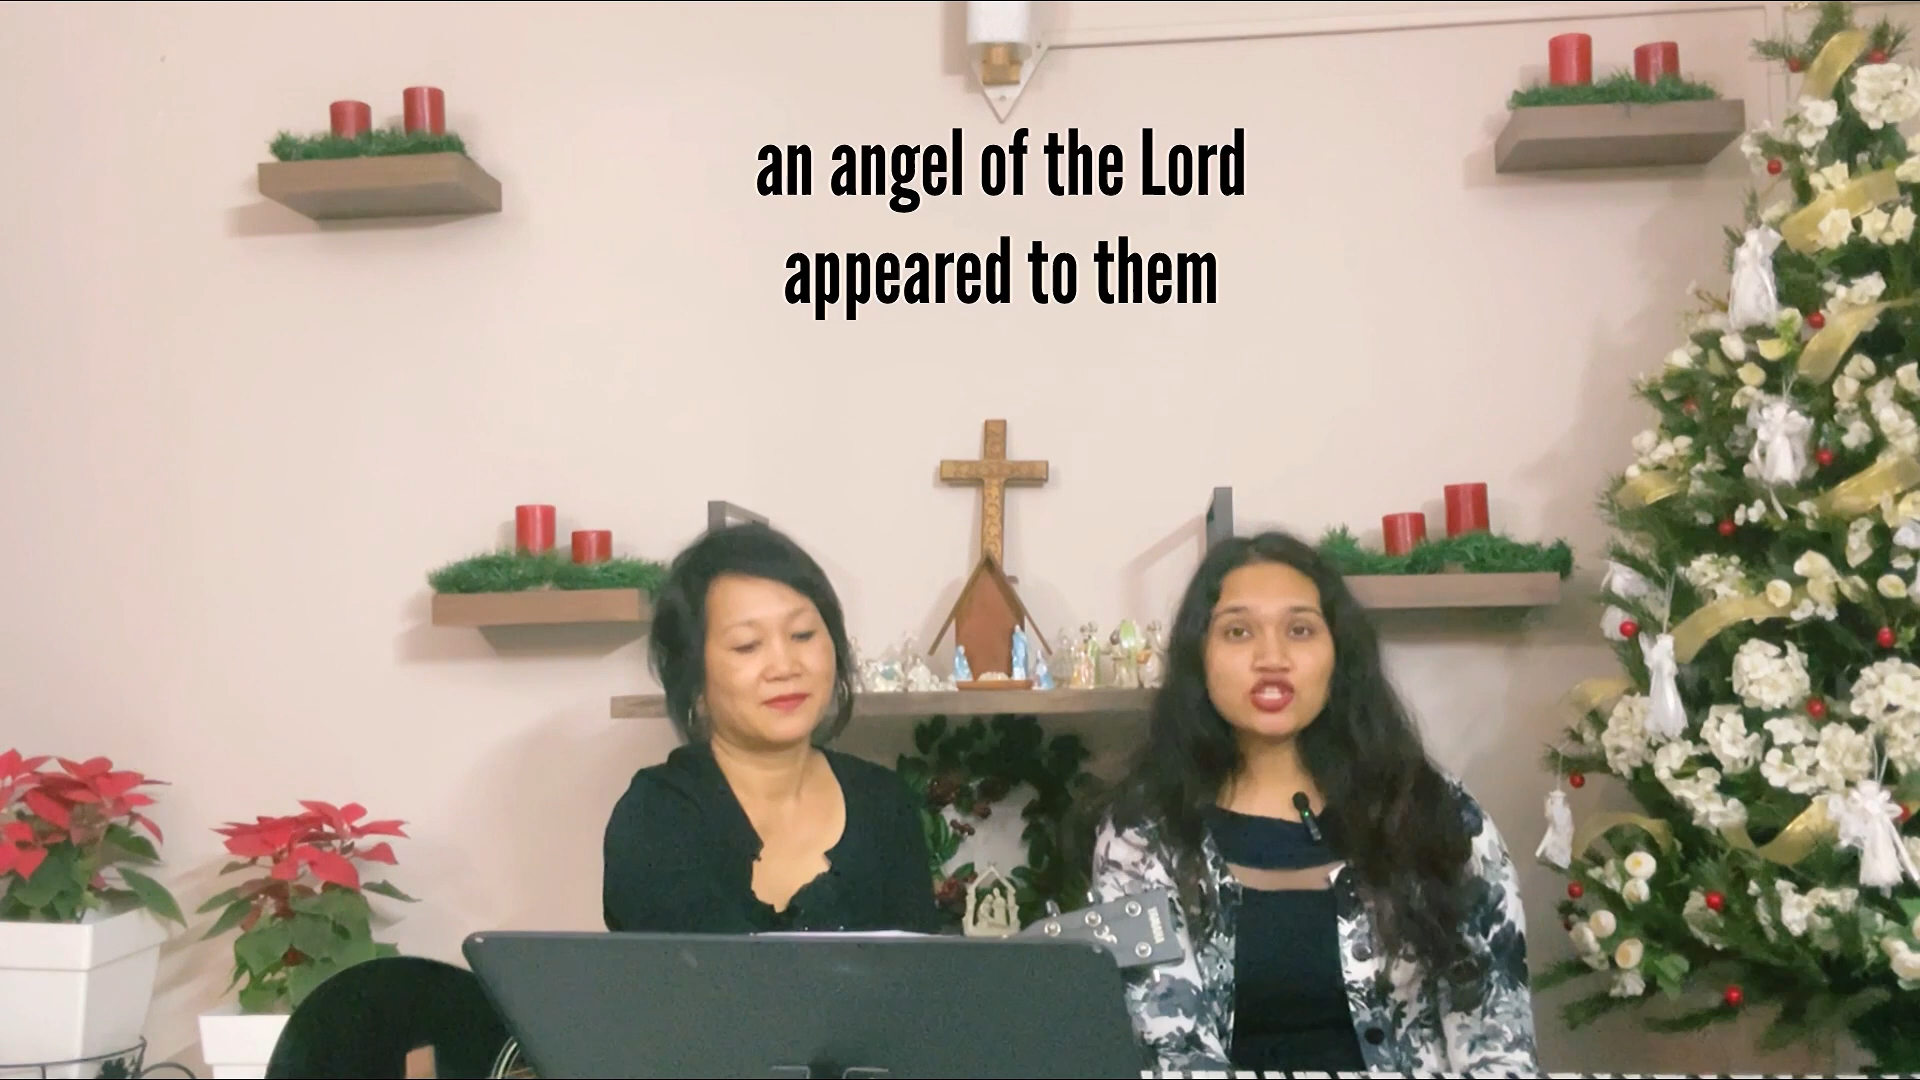 an angel of the Lord
appeared to them